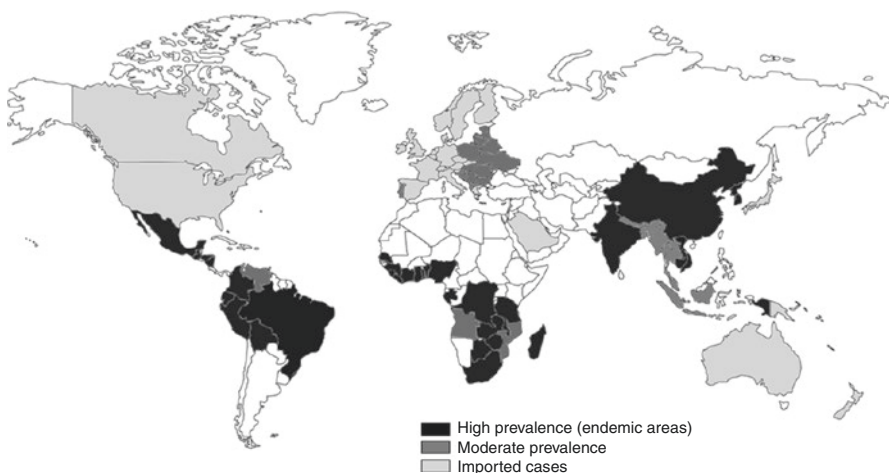 High prevalence (endemic areas)
Moderate prevalence
Imported cases